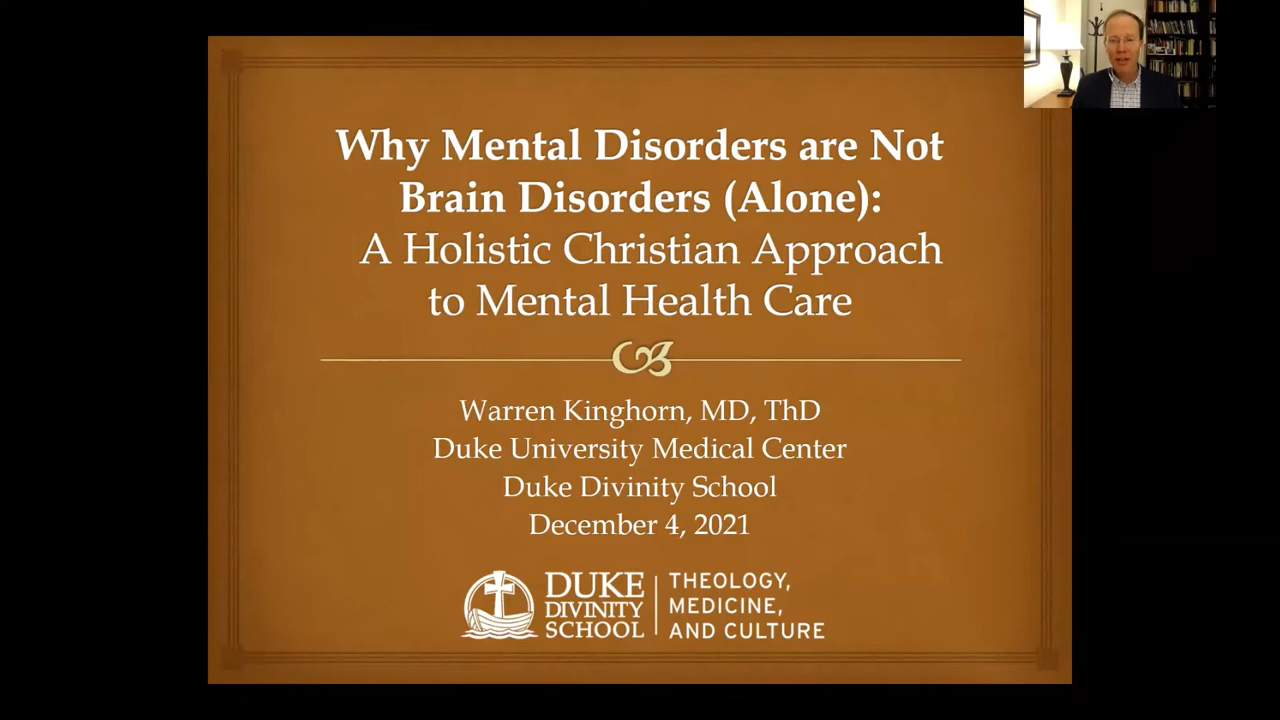 Why Mental Disorders are Not
Brain Disorders (Alone):
A Holistic Christian Approach
to Mental Health Care
Warren Kinghorn, MD, ThD
Duke University Medical Center
Duke Divinity School
December 4, 2021
DUKE
DIVINITY
SCHOOL
THEOLOGY,
MEDICINE,
AND CULTURE